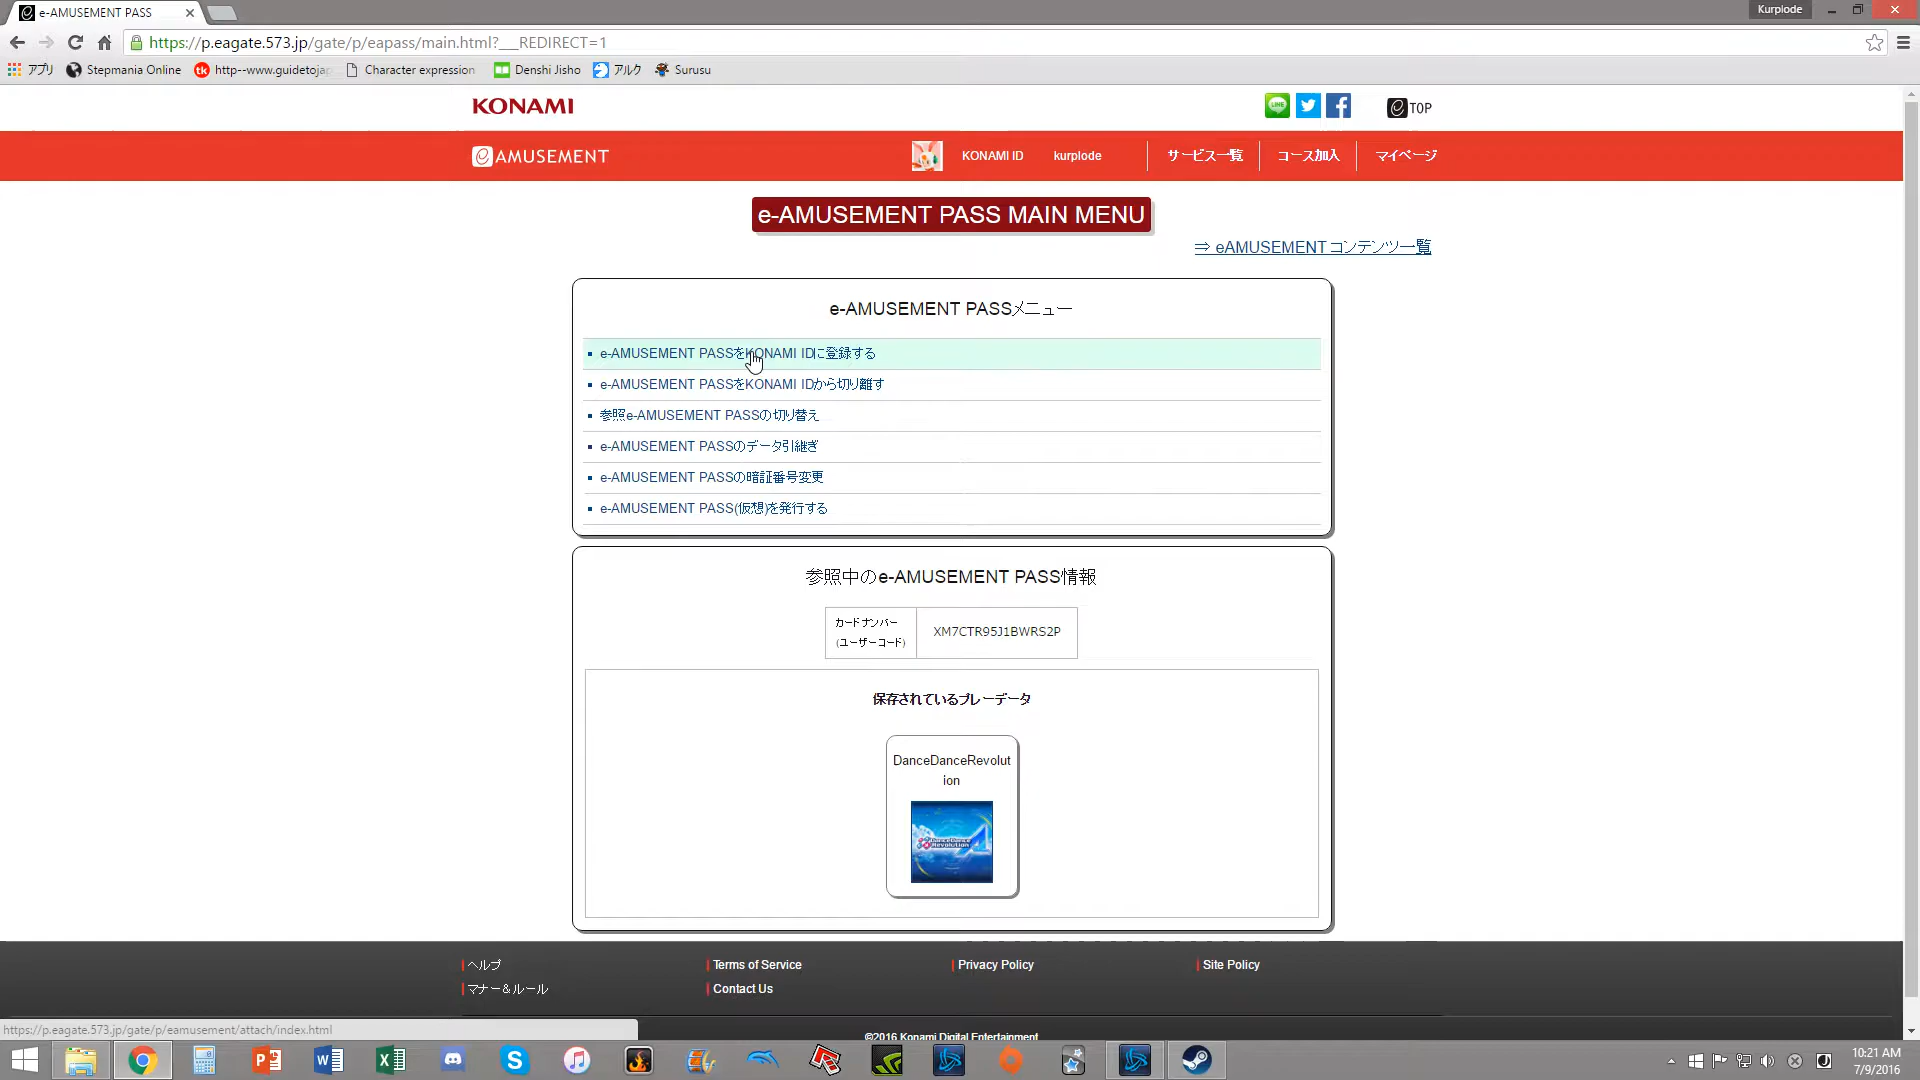 e-AMUSEMENT PASS
Kurplode
https://p.eagate.573.jp/gate/p/eapass/main.html?___REDIRECT=1
アプリ Stepmania Online http--www.guidetojap Character expression Denshi Jisho アルク Surusu
KONAMI
LINE
TOP
AMUSEMENT
KONAMI ID kurplode サービス一覧 コース加入 マイページ
e-AMUSEMENT PASS MAIN MENU
⇒ eAMUSEMENT コンテンツ一覧
e-AMUSEMENT PASSメニュー
e-AMUSEMENT PASSをKONAMI IDに登録する
e-AMUSEMENT PASSをKONAMI IDから切り離す
参照e-AMUSEMENT PASSの切り替え
e-AMUSEMENT PASSのデータ引継ぎ
e-AMUSEMENT PASSの暗証番号変更
e-AMUSEMENT PASS(仮想)を発行する
参照中のe-AMUSEMENT PASS情報
カードナンバー
(ユーザーコード)
XM7CTR95J1BWRS2P
保存されているプレーデータ
DanceDanceRevolut
ion
DanceDance
Revolution
ヘルプ Terms of Service Privacy Policy Site Policy
マナー＆ルール Contact Us
©2016 Konami Digital Entertainment
https://p.eagate.573.jp/gate/p/eamusement/attach/index.html
10:21 AM
7/9/2016